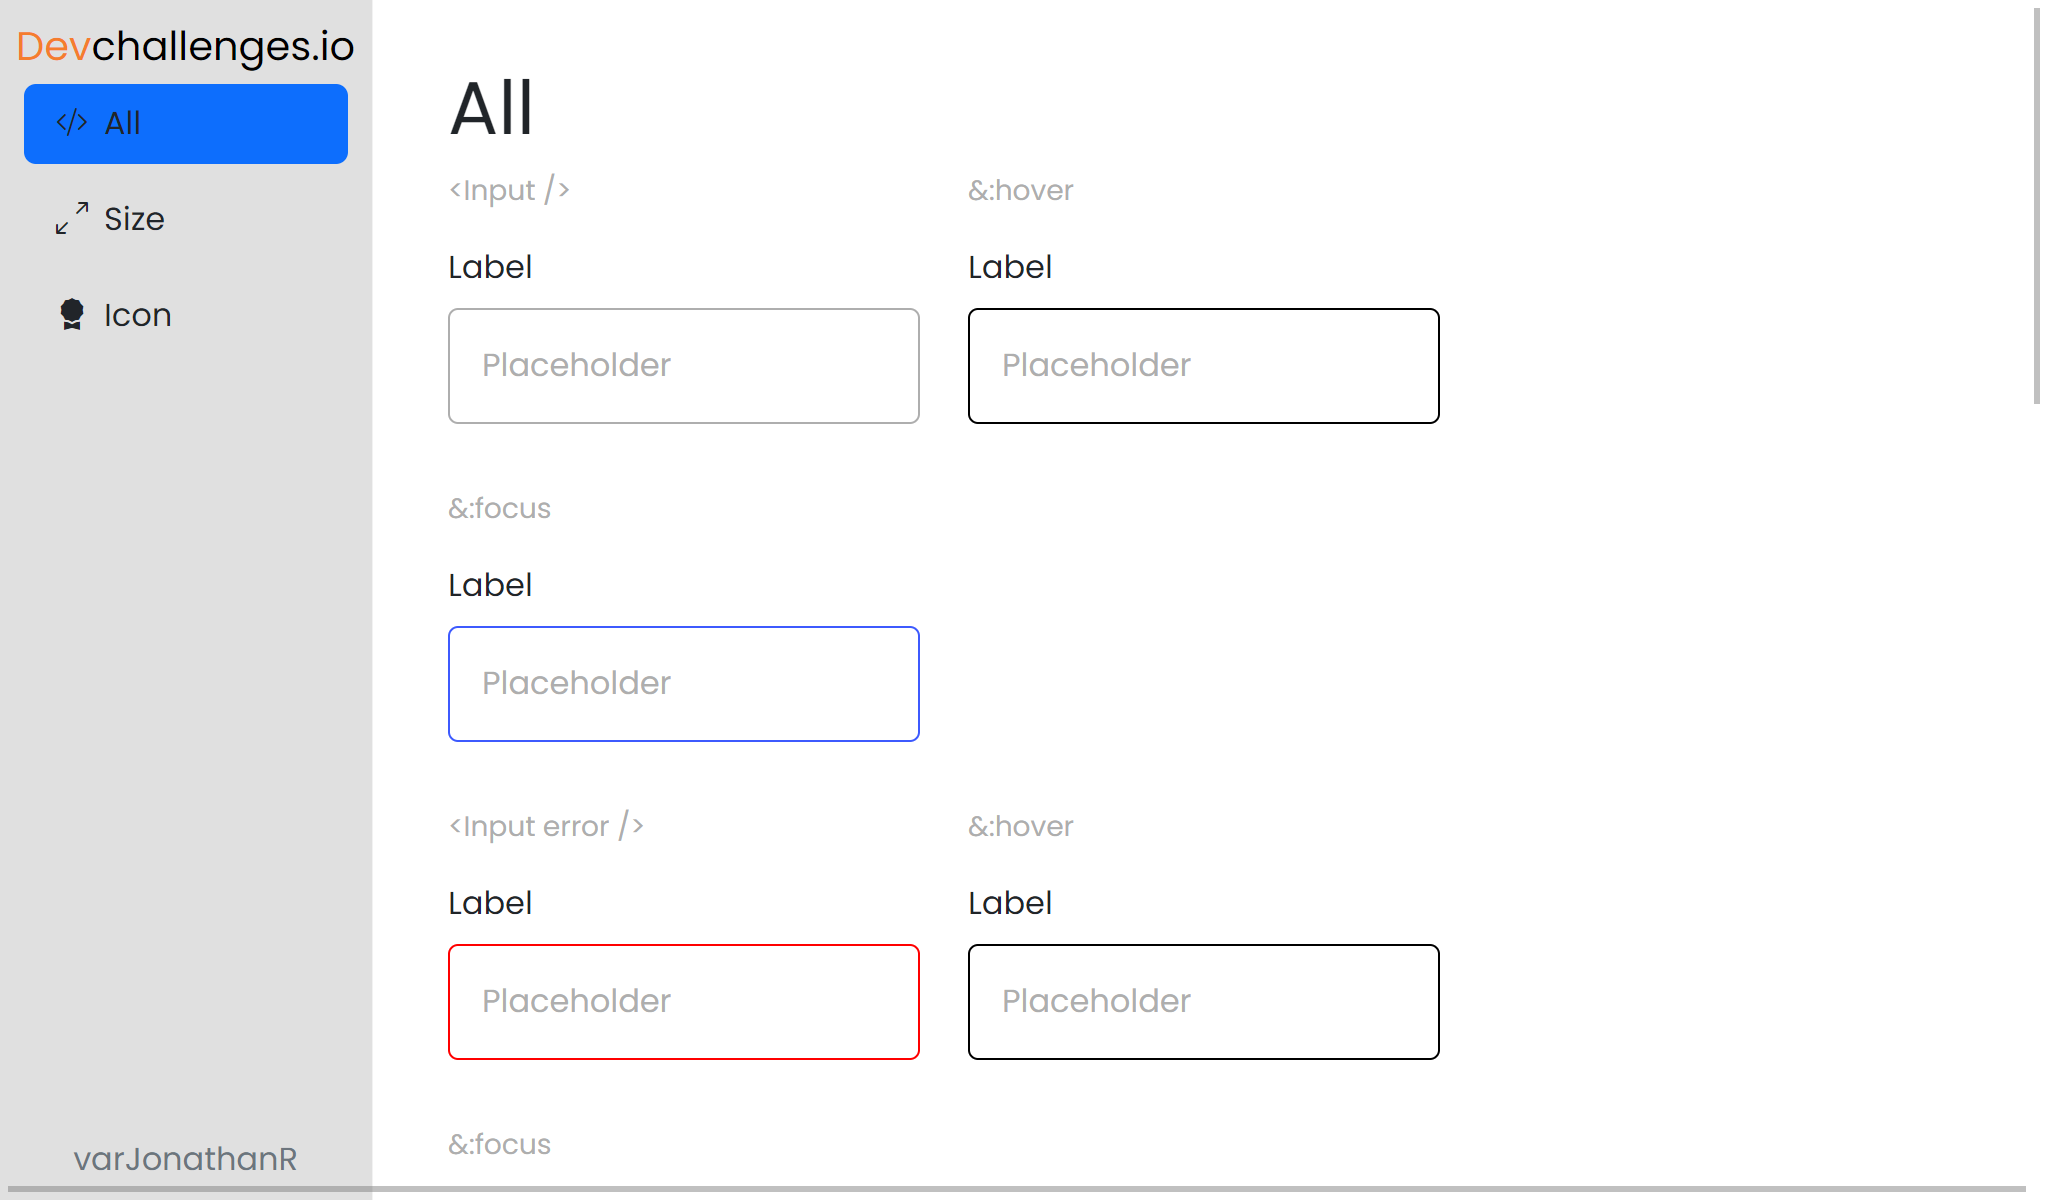 Devchallenges.io
All
Size
Icon
varJonathanR
All
<Input />
&:hover
Label
Label
Placeholder
Placeholder
&:focus
Label
Placeholder
<Input error />
&:hover
Label
Label
Placeholder
Placeholder
&:focus